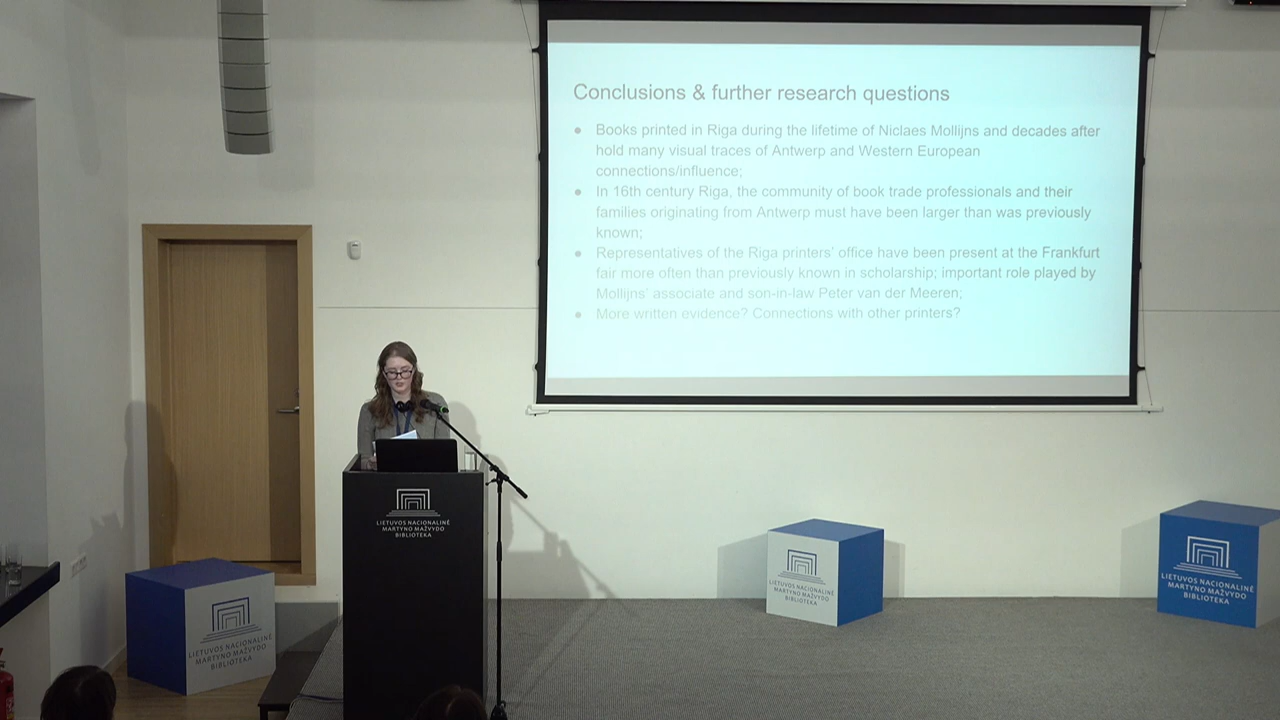 Conclusions & further research questions
● Books printed in Riga during the lifetime of Niclaes Mollijns and decades after
hold many visual traces of Antwerp and Western European
connections/influence;
● In 16th century Riga, the community of book trade professionals and their
families originating from Antwerp must have been larger than was previously
known;
● Representatives of the Riga printers' office have been present at the Frankfurt
fair more often than previously known in scholarship; important role played by
Mollijns' associate and son-in-law Peter van der Meeren;
● More written evidence? Connections with other printers?
LIETUVOS NACIONALINĖ
MARTYNO MAŽVYDO
BIBLIOTEKA
LIETUVOS NACIONALINĖ
MARTYNO MAŽVYDO
BIBLIOTEKA
LIETUVOS NACIONALINĖ
MARTYNO MAŽVYDO
BIBLIOTEKA
LIETUVOS NACIONALINĖ
MARTYNO MAŽVYDO
BIBLIOTEKA